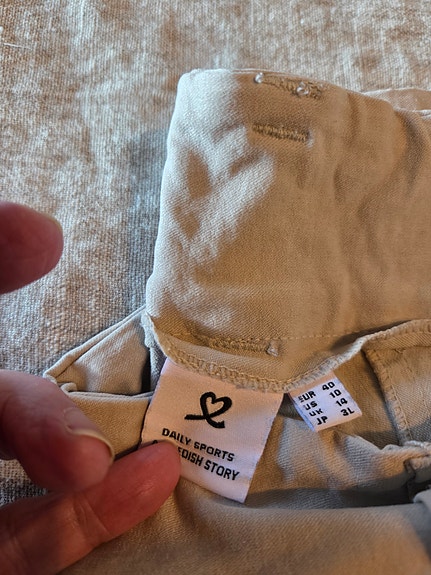 DAILY SPORTS
EDISH STORY
EUR 40
US 10
UK 14
JP 3L